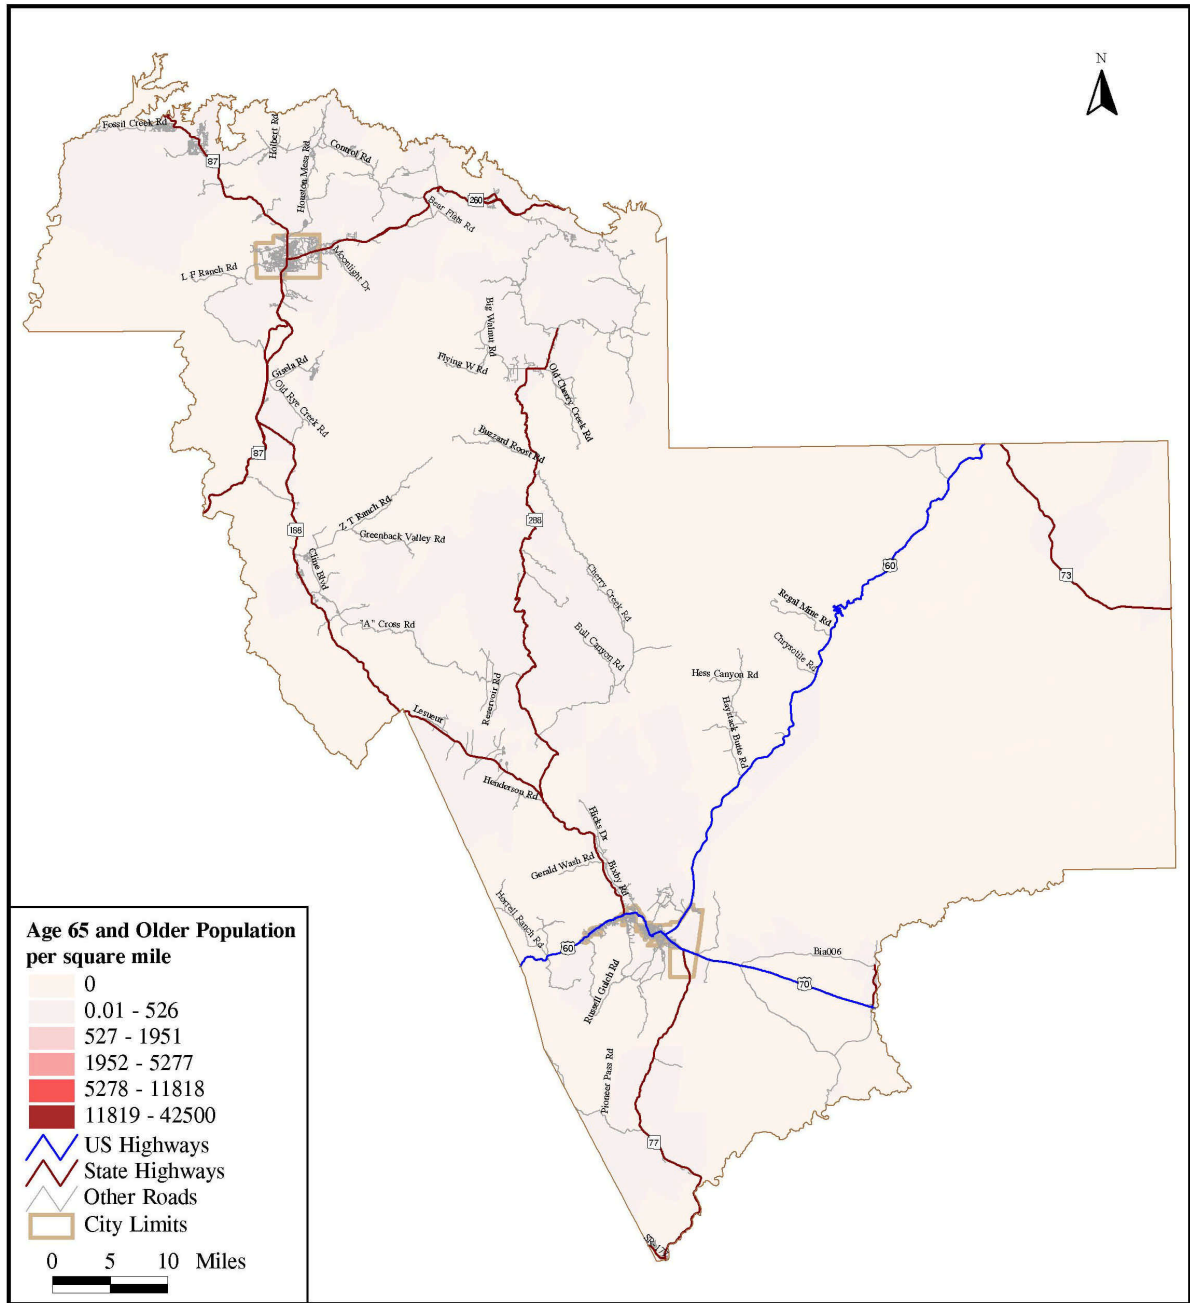 N
Fossil Creek Rd
87
Holbert Rd
Houston Mesa Rd
Control Rd
260
Bear Flats Rd
L F Ranch Rd
Moonlight Dr
Big Walnut Rd
Gisela Rd
Flying W Rd
Old Cherry Creek Rd
Old Rye Creek Rd
Buzzard Roost Rd
87
Z T Ranch Rd
288
188
Greenback Valley Rd
Cline Blvd
60
73
Cherry Creek Rd
Regal Mine Rd
"A" Cross Rd
Bull Canyon Rd
Chrysotile Rd
Hess Canyon Rd
Reservoir Rd
Haystack Butte Rd
Lesueur
Henderson Rd
Hicks Dr
Gerald Wash Rd
Bixby Rd
Horrell Ranch Rd
60
Bia006
70
Russell Gulch Rd
Pioneer Pass Rd
77
Age 65 and Older Population
per square mile
0
0.01 - 526
527 - 1951
1952 - 5277
5278 - 11818
11819 - 42500
US Highways
State Highways
Other Roads
City Limits
0 5 10 Miles